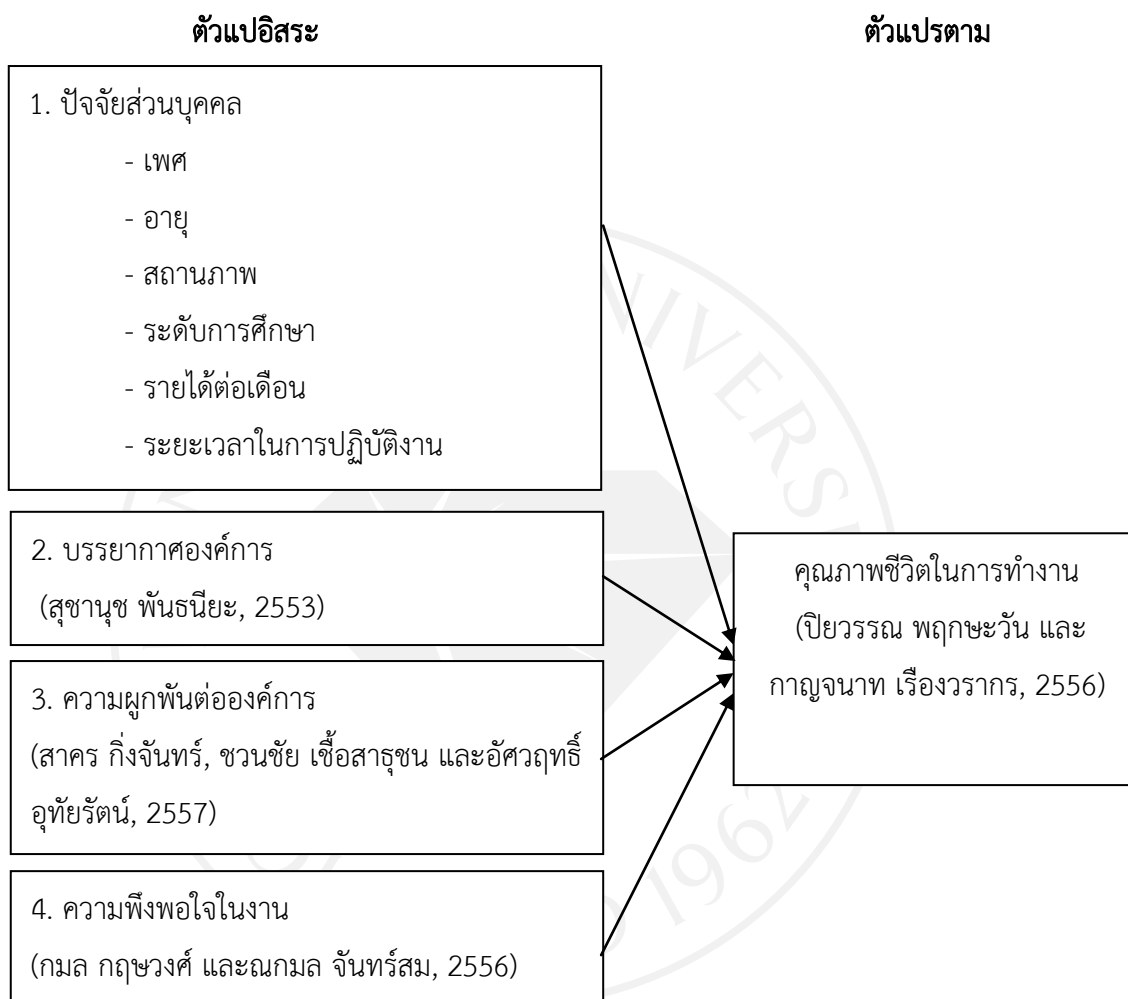 ตัวแปอิสระ
ตัวแปรตาม
1. ปัจจัยส่วนบุคคล
- เพศ
- อายุ
- สถานภาพ
- ระดับการศึกษา
- รายได้ต่อเดือน
- ระยะเวลาในการปฏิบัติงาน
2. บรรยากาศองค์การ
(สุชานุช พันธนียะ, 2553)
3. ความผูกพันต่อองค์การ
(สาคร กิ่งจันทร์, ชวนชัย เชื้อสาธุชน และอัศวฤทธิ์
อุทัยรัตน์, 2557)
4. ความพึงพอใจในงาน
(กมล กฤษวงศ์ และณกมล จันทร์สม, 2556)
คุณภาพชีวิตในการทำงาน
(ปิยวรรณ พฤกษะวัน และ
กาญจนาท เรืองวรากร, 2556)
1962